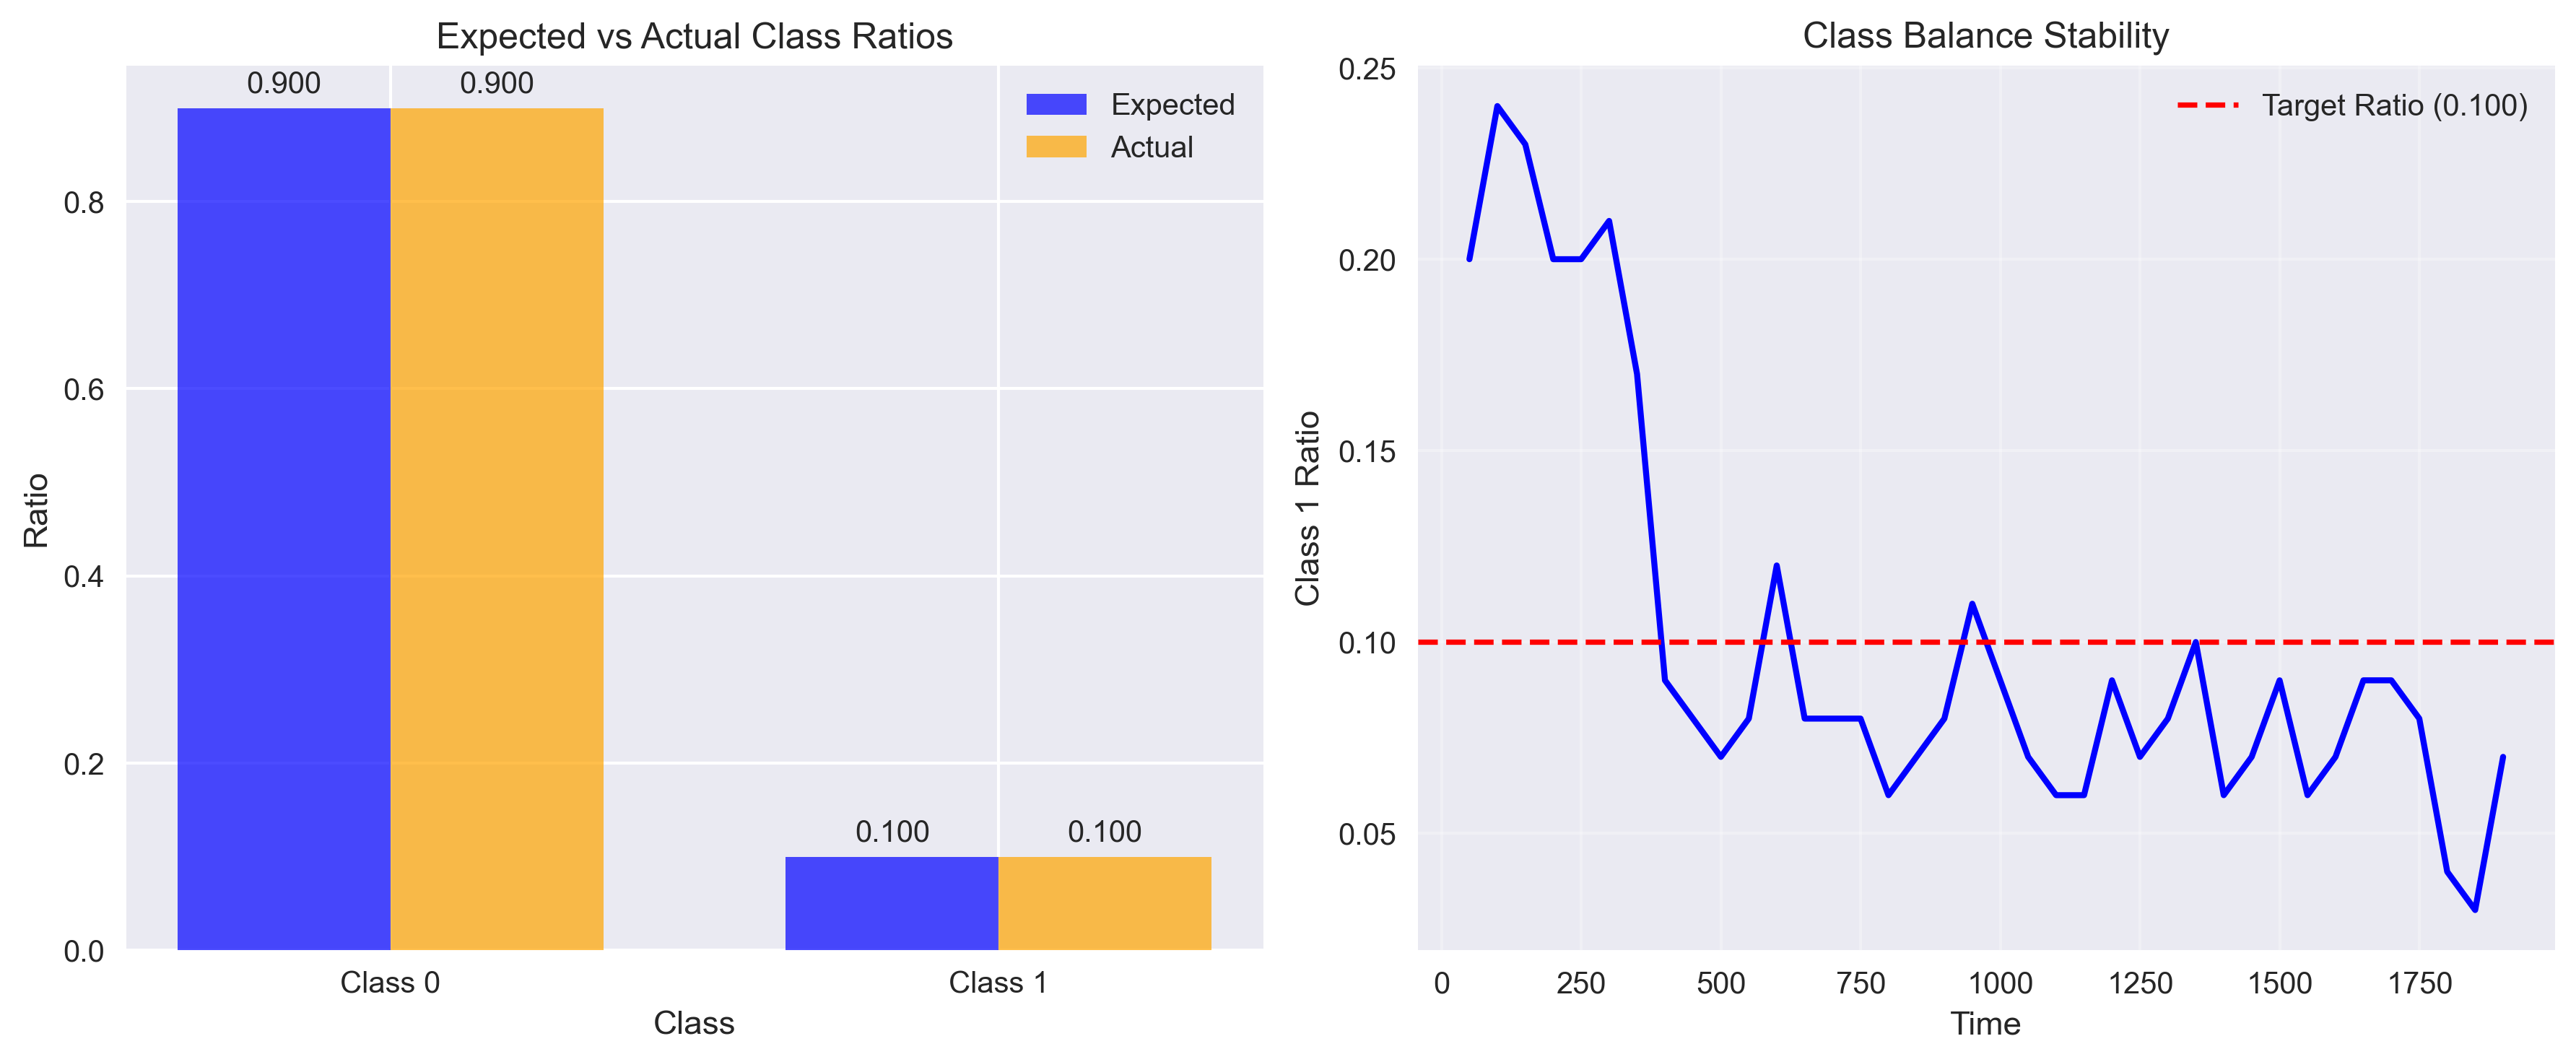 Expected vs Actual Class Ratios
0.900
0.900
Expected
Actual
0.8
0.6
0.4
0.2
0.0
0.100
0.100
Ratio
Class 0
Class 1
Class
Class Balance Stability
Target Ratio (0.100)
0.25
0.20
0.15
0.10
0.05
Class 1 Ratio
0
250
500
750
1000
1250
1500
1750
Time